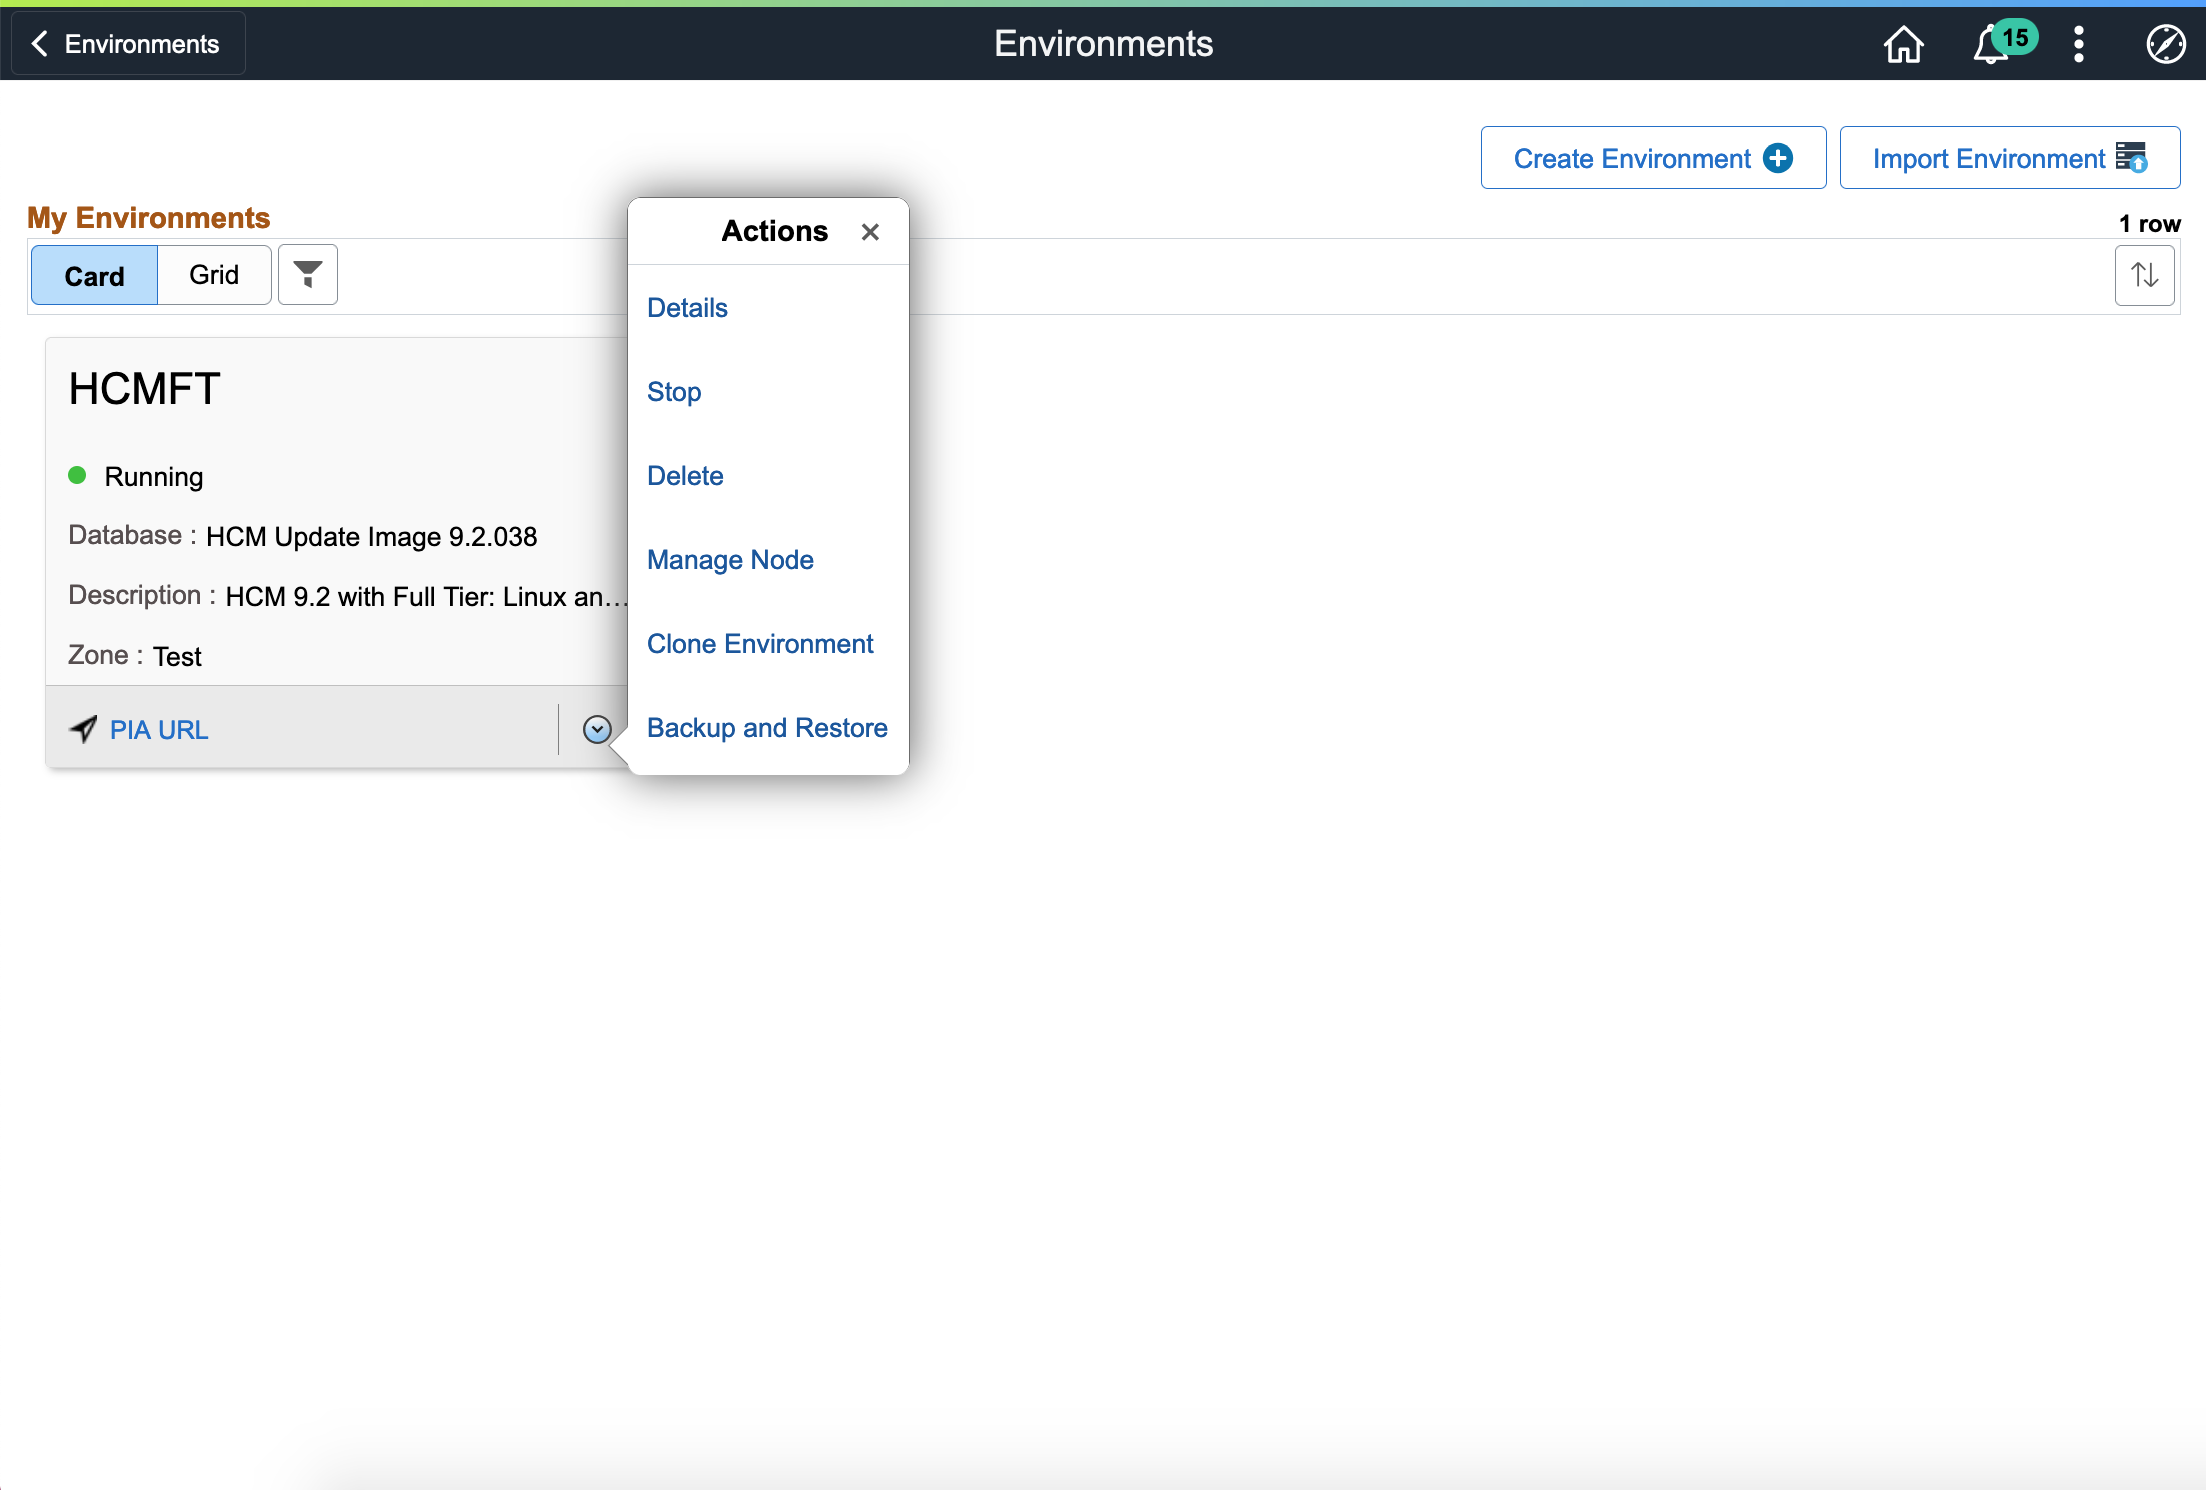 Environments
Environments
15
Create Environment
Import Environment
My Environments
1 row
Card
Grid
Actions
HCMFT
Running
Database : HCM Update Image 9.2.038
Description : HCM 9.2 with Full Tier: Linux an...
Zone : Test
PIA URL
Details
Stop
Delete
Manage Node
Clone Environment
Backup and Restore